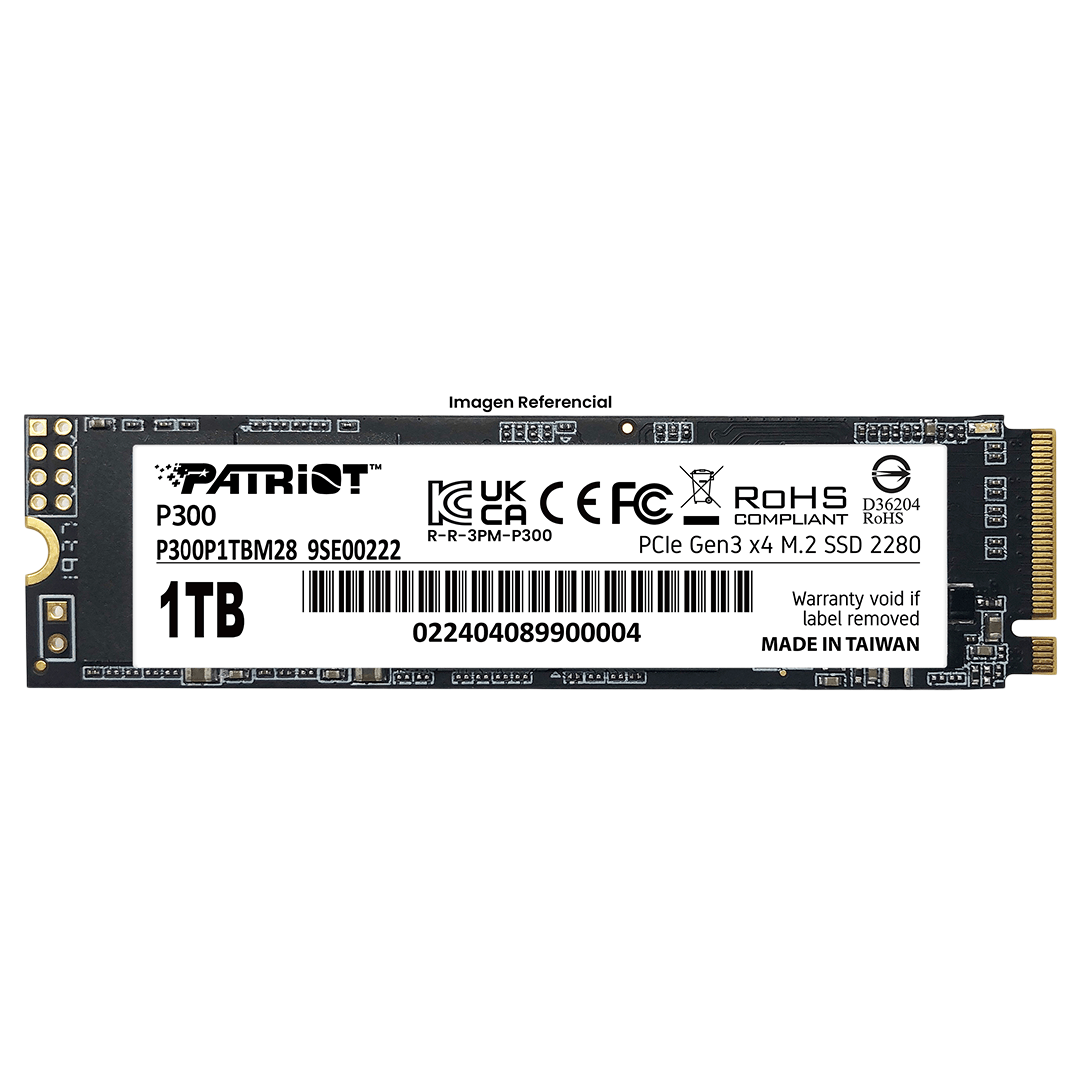 Imagen Referencial
PATRIOT™
P300
P300P1TBM28 9SE00222
UK
CA
CE FC
R-R-3PM-P300
RoHS
COMPLIANT
D36204
RoHS
PCIe Gen3 x4 M.2 SSD 2280
1TB
022404089900004
Warranty void if
label removed
MADE IN TAIWAN
1937